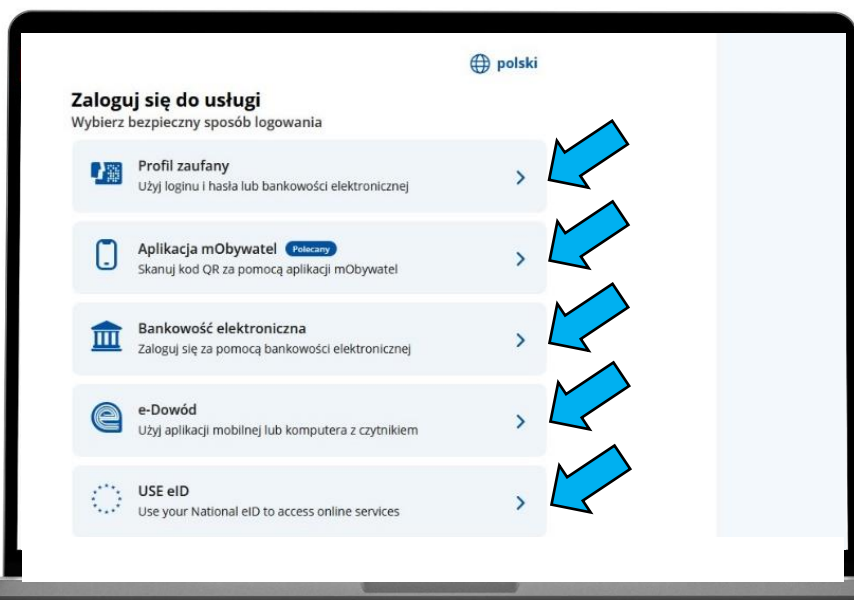 polski
Zaloguj się do usługi
Wybierz bezpieczny sposób logowania
Profil zaufany
Użyj loginu i hasła lub bankowości elektronicznej
Aplikacja mObywatel Polecany
Skanuj kod QR za pomocą aplikacji mObywatel
Bankowość elektroniczna
Zaloguj się za pomocą bankowości elektronicznej
e-Dowód
Użyj aplikacji mobilnej lub komputera z czytnikiem
USE eID
Use your National eID to access online services